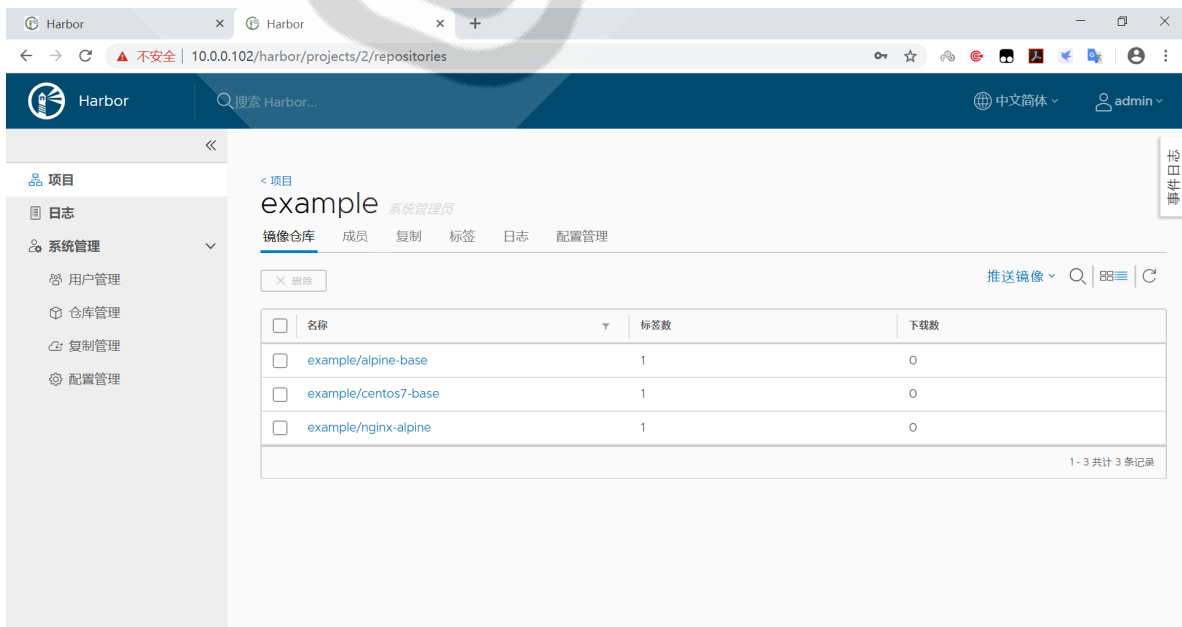 Harbor
Harbor
不安全 10.0.0.102/harbor/projects/2/repositories
Harbor
搜索 Harbor...
中文简体
admin
事件日志
项目
日志
系统管理
用户管理
仓库管理
复制管理
配置管理
< 项目
example 系统管理员
镜像仓库 成员 复制 标签 日志 配置管理
删除
推送镜像
名称 标签数 下载数
example/alpine-base 1 0
example/centos7-base 1 0
example/nginx-alpine 1 0
1 - 3 共计 3 条记录